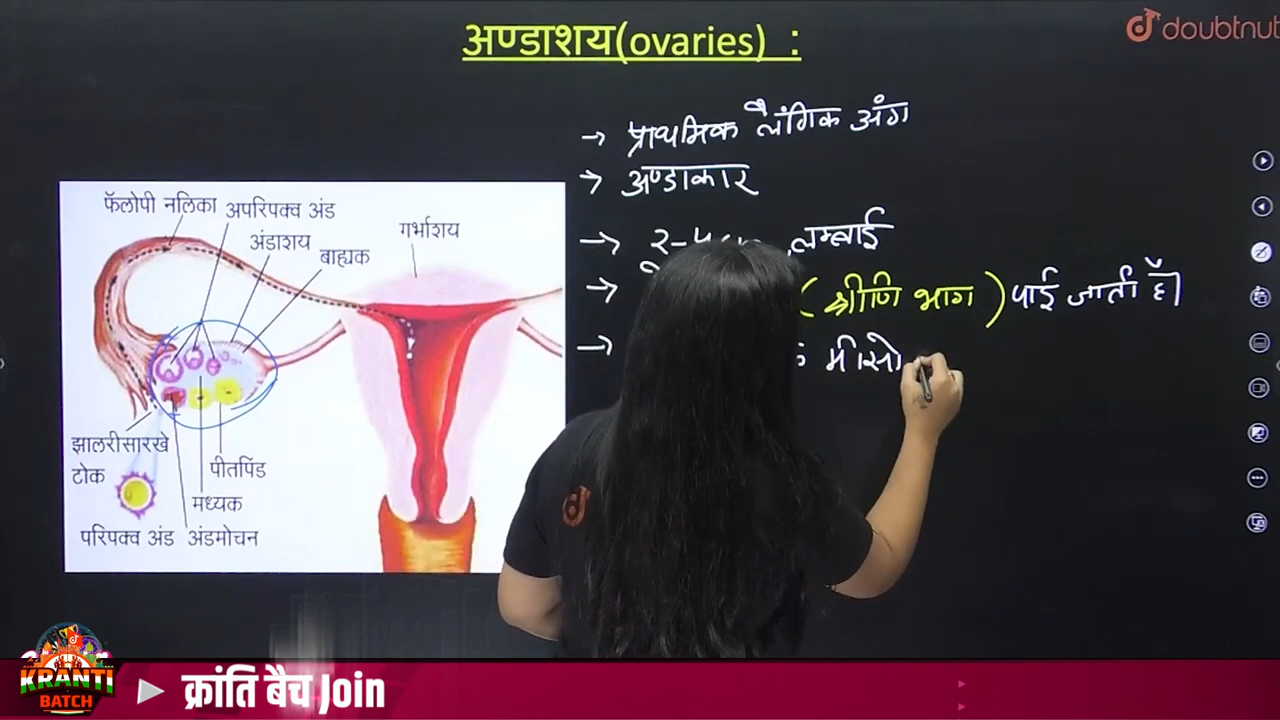 अण्डाशय(ovaries) :
doubtnut
→ प्राथमिक लैंगिक अंग
→ अण्डाकार
→ लम्बाई
→ (श्रोणि भाग) पाई जाती है।
→ मीसो
फॅलोपी नलिका
अपरिपक्व अंड
अंडाशय
बाह्यक
गर्भाशय
झालरीसारखे
टोक
पीतपिंड
मध्यक
परिपक्व अंड
अंडमोचन
KRANTI
BATCH
क्रांति बैच Join